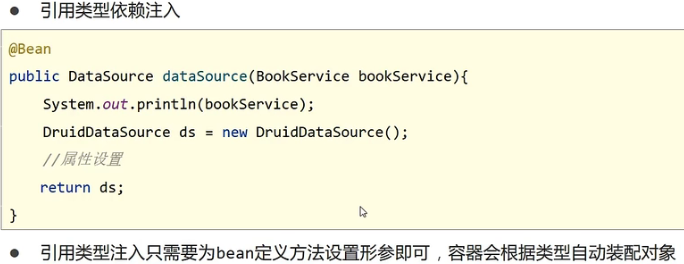 ● 引用类型依赖注入
@Bean
public DataSource dataSource(BookService bookService){
System.out.println(bookService);
DruidDataSource ds = new DruidDataSource();
//属性设置
return ds;
}
● 引用类型注入只需要为bean定义方法设置形参即可，容器会根据类型自动装配对象